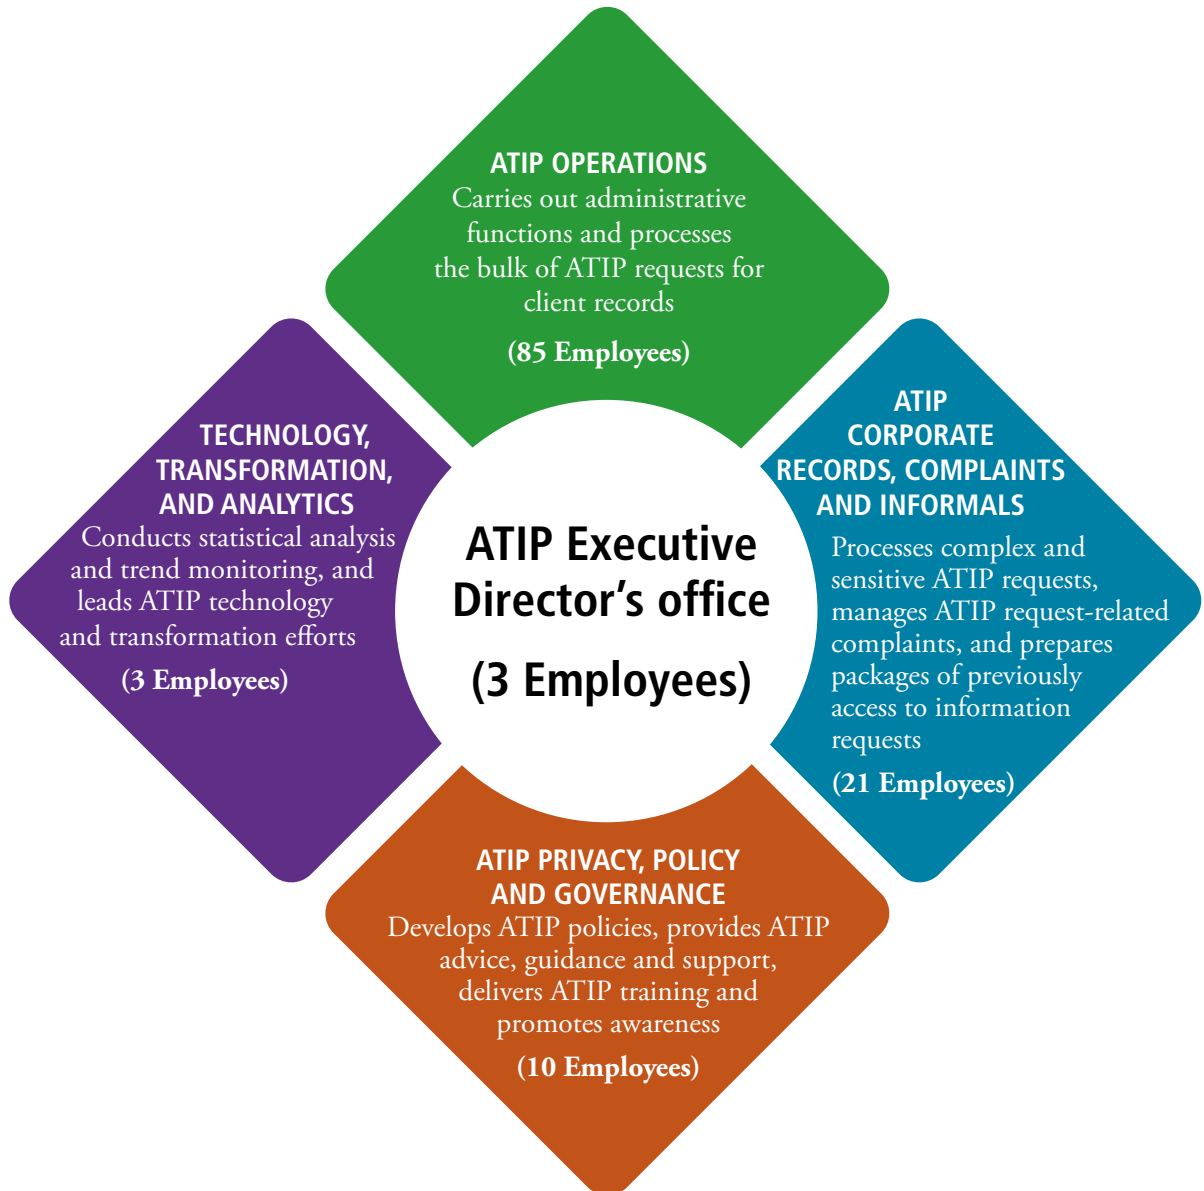 ATIP OPERATIONS
Carries out administrative
functions and processes
the bulk of ATIP requests for
client records
(85 Employees)
TECHNOLOGY,
TRANSFORMATION,
AND ANALYTICS
Conducts statistical analysis
and trend monitoring, and
leads ATIP technology
and transformation efforts
(3 Employees)
ATIP Executive
Director’s office
(3 Employees)
ATIP
CORPORATE
RECORDS, COMPLAINTS
AND INFORMALS
Processes complex and
sensitive ATIP requests,
manages ATIP request-related
complaints, and prepares
packages of previously
access to information
requests
(21 Employees)
ATIP PRIVACY, POLICY
AND GOVERNANCE
Develops ATIP policies, provides ATIP
advice, guidance and support,
delivers ATIP training and
promotes awareness
(10 Employees)